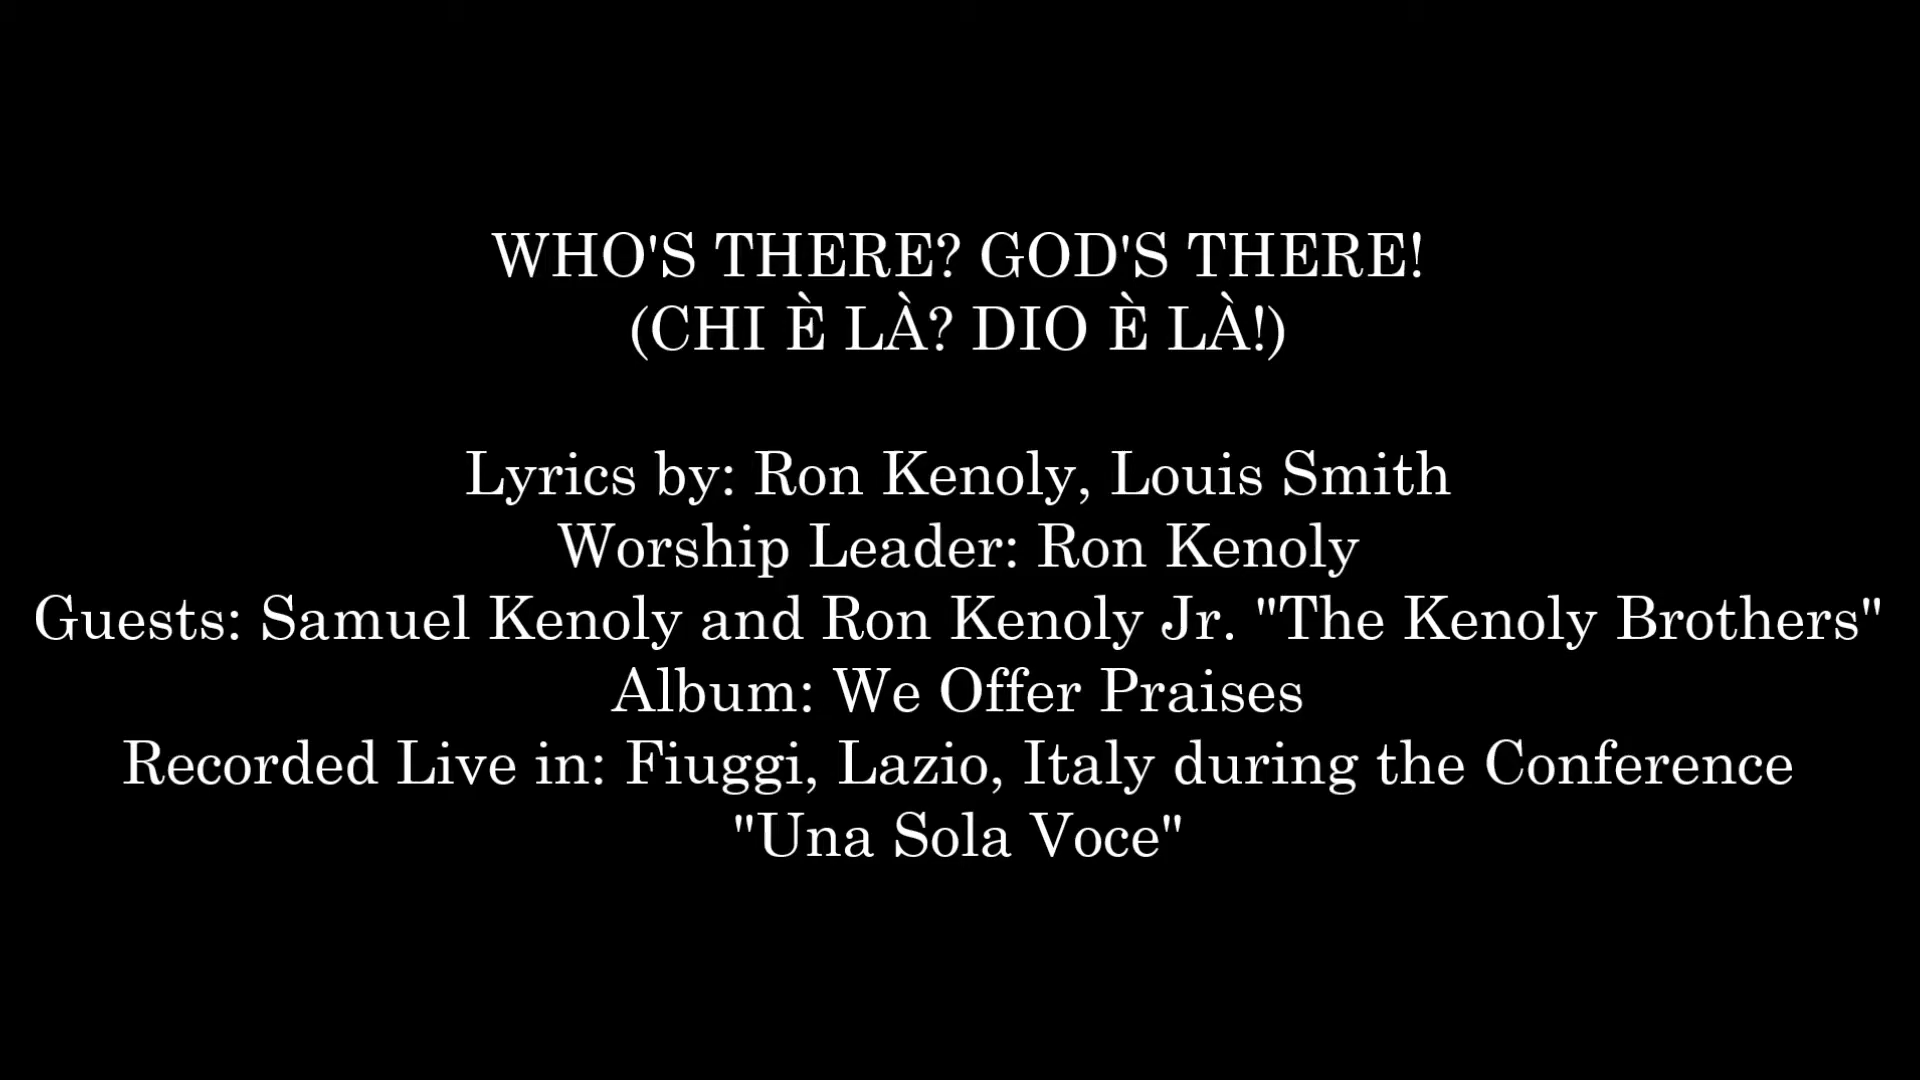 WHO'S THERE? GOD'S THERE!
(CHI È LÀ? DIO È LÀ!)
Lyrics by: Ron Kenoly, Louis Smith
Worship Leader: Ron Kenoly
Guests: Samuel Kenoly and Ron Kenoly Jr. "The Kenoly Brothers"
Album: We Offer Praises
Recorded Live in: Fiuggi, Lazio, Italy during the Conference
"Una Sola Voce"